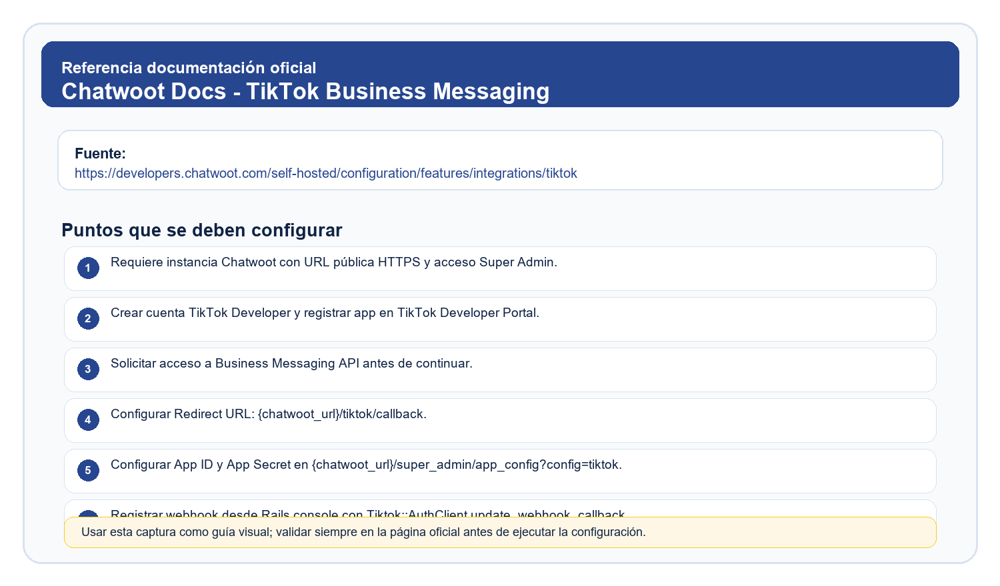 Referencia documentación oficial
Chatwoot Docs - TikTok Business Messaging
Fuente:
https://developers.chatwoot.com/self-hosted/configuration/features/integrations/tiktok
Puntos que se deben configurar
1 Requiere instancia Chatwoot con URL pública HTTPS y acceso Super Admin.
2 Crear cuenta TikTok Developer y registrar app en TikTok Developer Portal.
3 Solicitar acceso a Business Messaging API antes de continuar.
4 Configurar Redirect URL: {chatwoot_url}/tiktok/callback.
5 Configurar App ID y App Secret en {chatwoot_url}/super_admin/app_config?config=tiktok.
Registrar webhook desde Rails console con Tiktok::AuthClient.update_webhook_callback
Usar esta captura como guía visual; validar siempre en la página oficial antes de ejecutar la configuración.